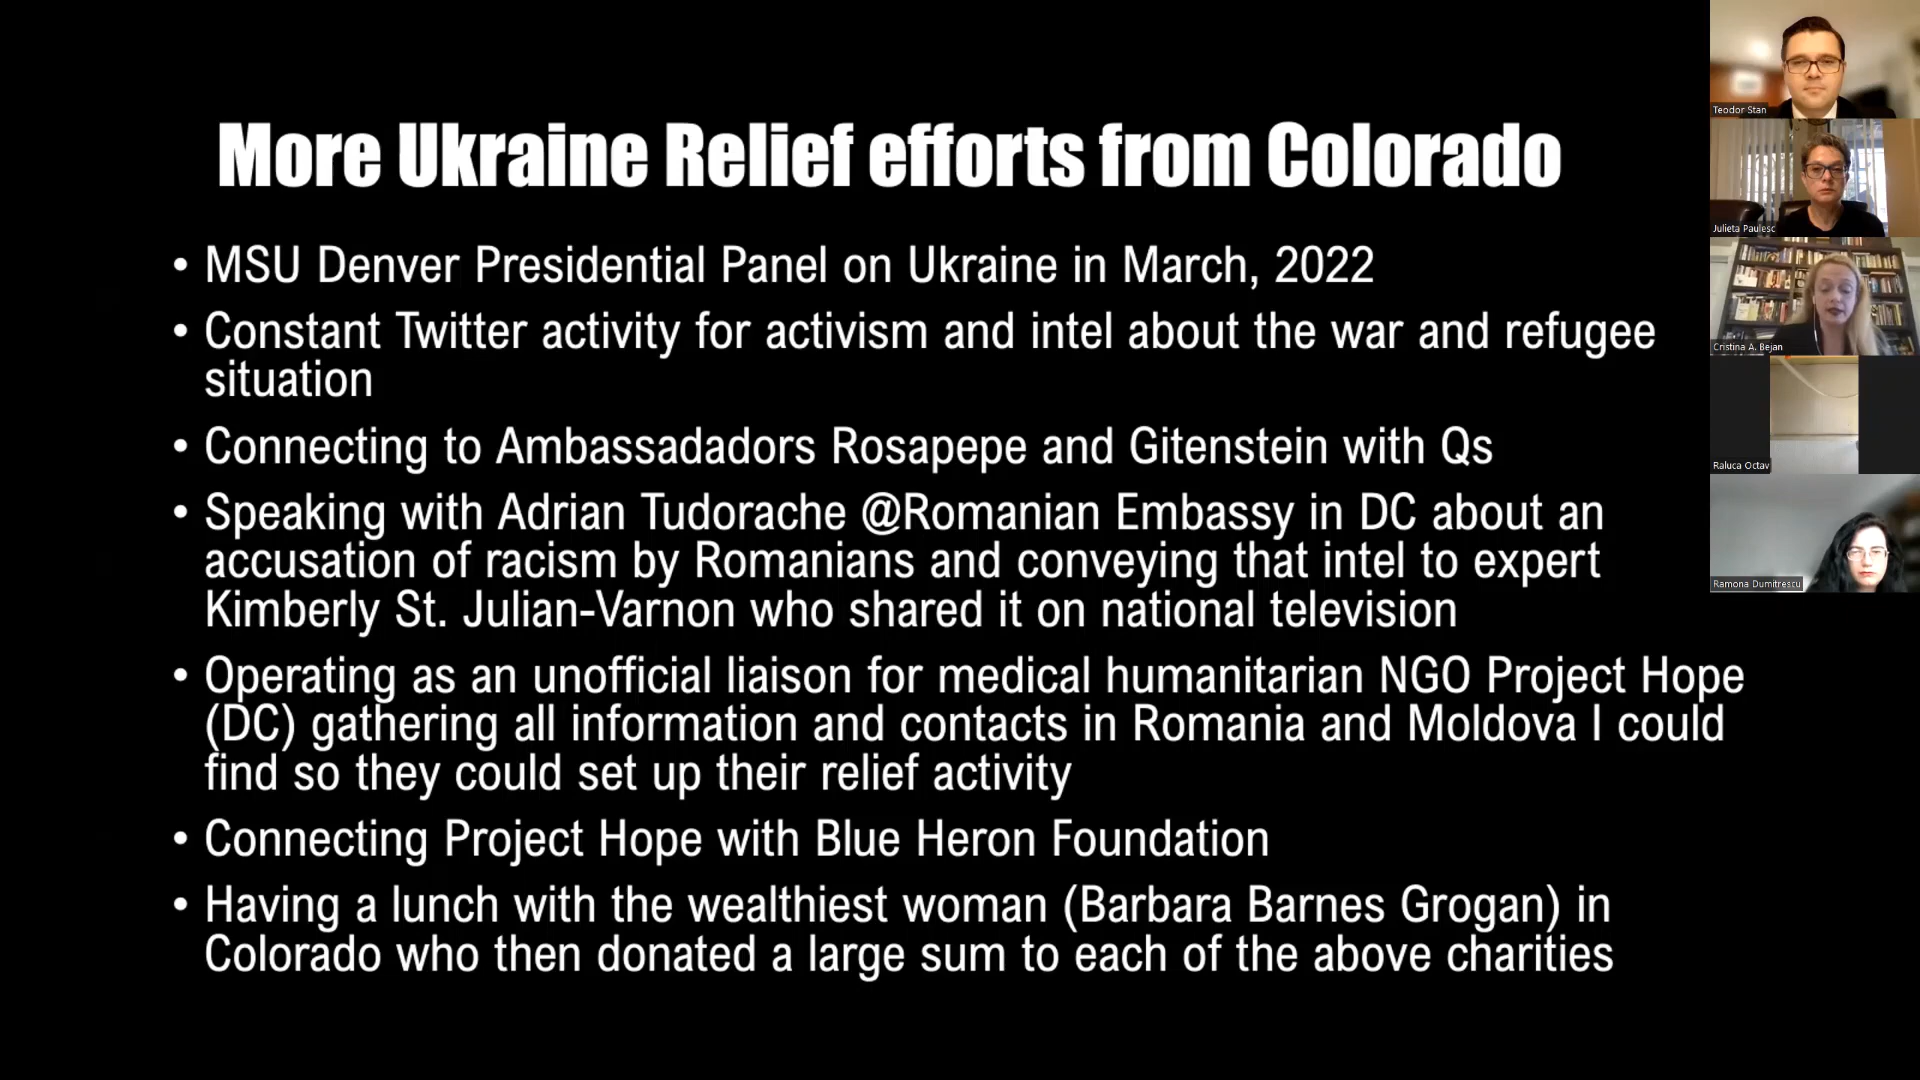 More Ukraine Relief efforts from Colorado
• MSU Denver Presidential Panel on Ukraine in March, 2022
• Constant Twitter activity for activism and intel about the war and refugee
situation
• Connecting to Ambassadadors Rosapepe and Gitenstein with Qs
• Speaking with Adrian Tudorache @Romanian Embassy in DC about an
accusation of racism by Romanians and conveying that intel to expert
Kimberly St. Julian-Varnon who shared it on national television
• Operating as an unofficial liaison for medical humanitarian NGO Project Hope
(DC) gathering all information and contacts in Romania and Moldova I could
find so they could set up their relief activity
• Connecting Project Hope with Blue Heron Foundation
• Having a lunch with the wealthiest woman (Barbara Barnes Grogan) in
Colorado who then donated a large sum to each of the above charities
Teodor Stan
Julieta Paulesc
Cristina A. Bejan
Raluca Octav
Ramona Dumitrescu